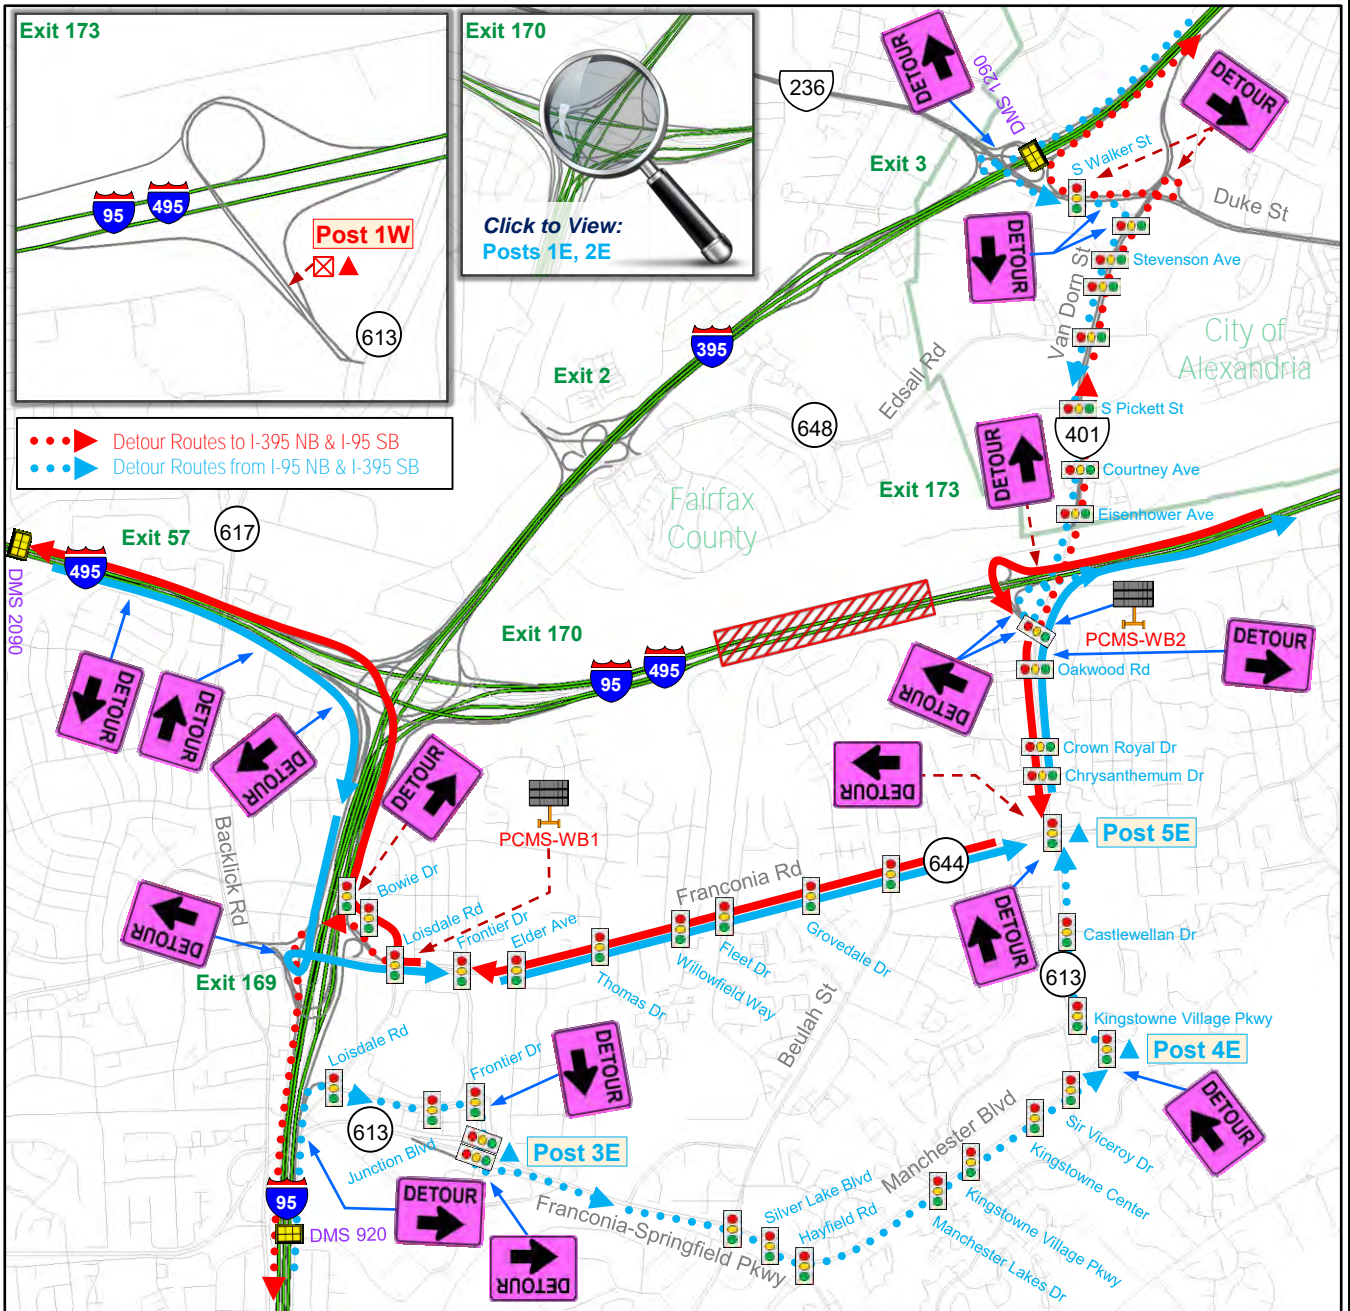 Exit 173
95
495
Post 1W
613
Exit 170
Click to View:
Posts 1E, 2E
236
DETOUR
DMS 1290
DETOUR
Exit 3
S Walker St
Duke St
DETOUR
Stevenson Ave
Van Dorn St
City of
Alexandria
395
Exit 2
Edsall Rd
648
S Pickett St
401
Detour Routes to I-395 NB & I-95 SB
Detour Routes from I-95 NB & I-395 SB
DETOUR
Courtney Ave
Exit 173
Eisenhower Ave
Fairfax
County
617
Exit 57
495
DMS 2090
Exit 170
95
495
PCMS-WB2
DETOUR
DETOUR
Oakwood Rd
DETOUR
DETOUR
DETOUR
Crown Royal Dr
Chrysanthemum Dr
DETOUR
DETOUR
PCMS-WB1
Post 5E
644
Franconia Rd
Backlick Rd
Bowie Dr
Loisdale Rd
Frontier Dr
Elder Ave
Thomas Dr
Willowfield Way
Fleet Dr
Grovedale Dr
DETOUR
DETOUR
Castlewellan Dr
613
Exit 169
Beulah St
Kingstowne Village Pkwy
Post 4E
Loisdale Rd
Frontier Dr
DETOUR
DETOUR
613
Junction Blvd
Post 3E
Manchester Blvd
Sir Viceroy Dr
Kingstowne Center
Kingstowne Village Pkwy
Manchester Lakes Dr
Silver Lake Blvd
Hayfield Rd
Franconia-Springfield Pkwy
95
DMS 920
DETOUR
DETOUR